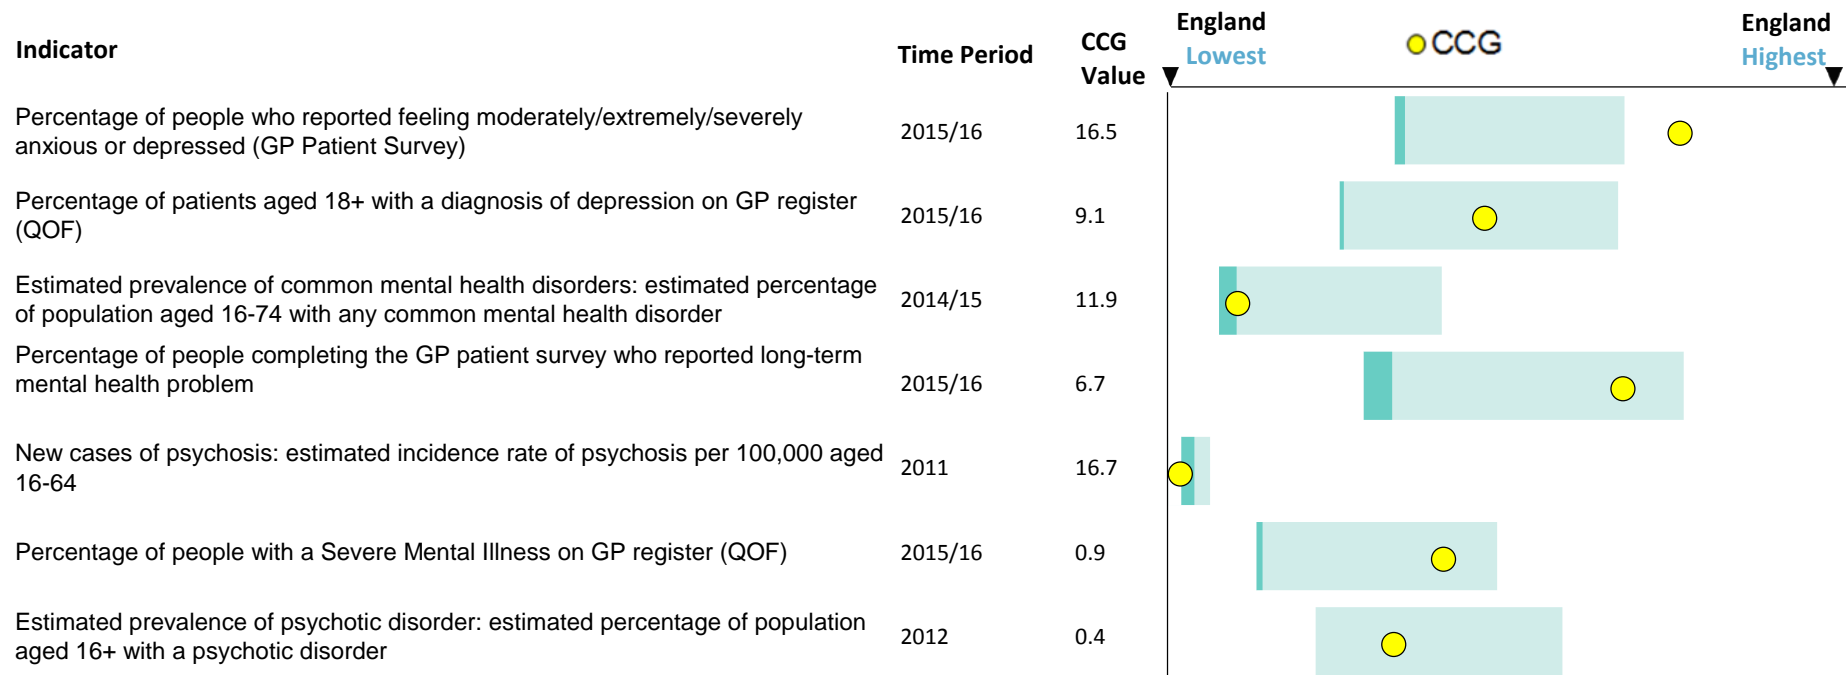 Indicator
Time Period
CCG
Value
England
Lowest
CCG
England
Highest
Percentage of people who reported feeling moderately/extremely/severely
anxious or depressed (GP Patient Survey)
2015/16
16.5
Percentage of patients aged 18+ with a diagnosis of depression on GP register
(QOF)
2015/16
9.1
Estimated prevalence of common mental health disorders: estimated percentage
of population aged 16-74 with any common mental health disorder
2014/15
11.9
Percentage of people completing the GP patient survey who reported long-term
mental health problem
2015/16
6.7
New cases of psychosis: estimated incidence rate of psychosis per 100,000 aged
16-64
2011
16.7
Percentage of people with a Severe Mental Illness on GP register (QOF)
2015/16
0.9
Estimated prevalence of psychotic disorder: estimated percentage of population
aged 16+ with a psychotic disorder
2012
0.4